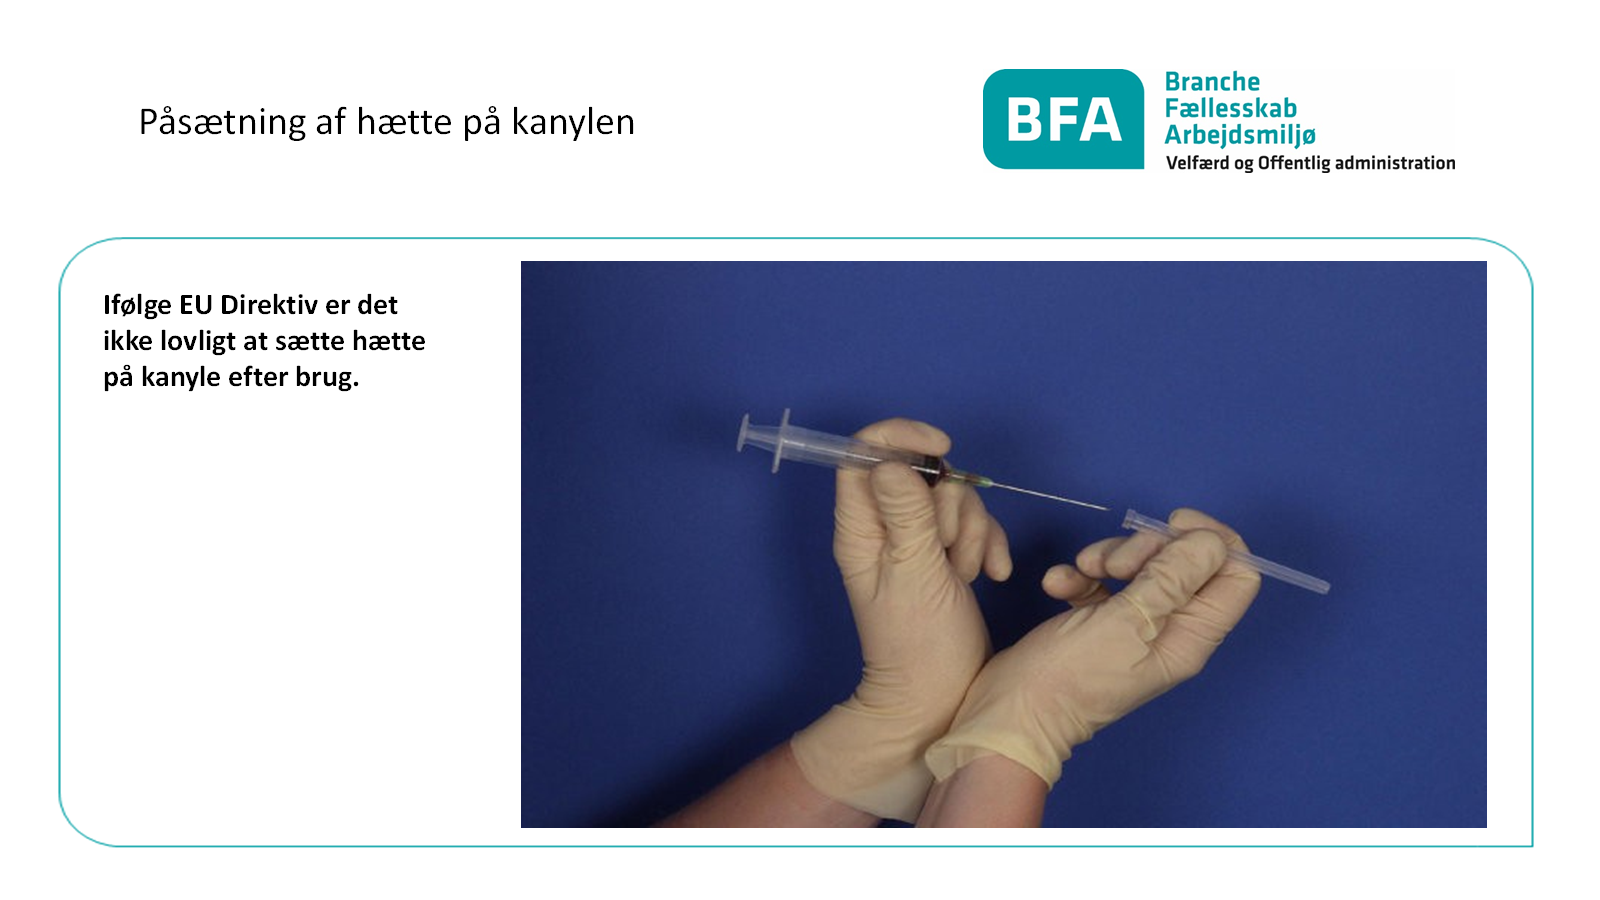 Påsætning af hætte på kanylen
BFA
Branche
Fællesskab
Arbejdsmiljø
Velfærd og Offentlig administration
Ifølge EU Direktiv er det
ikke lovligt at sætte hætte
på kanyle efter brug.